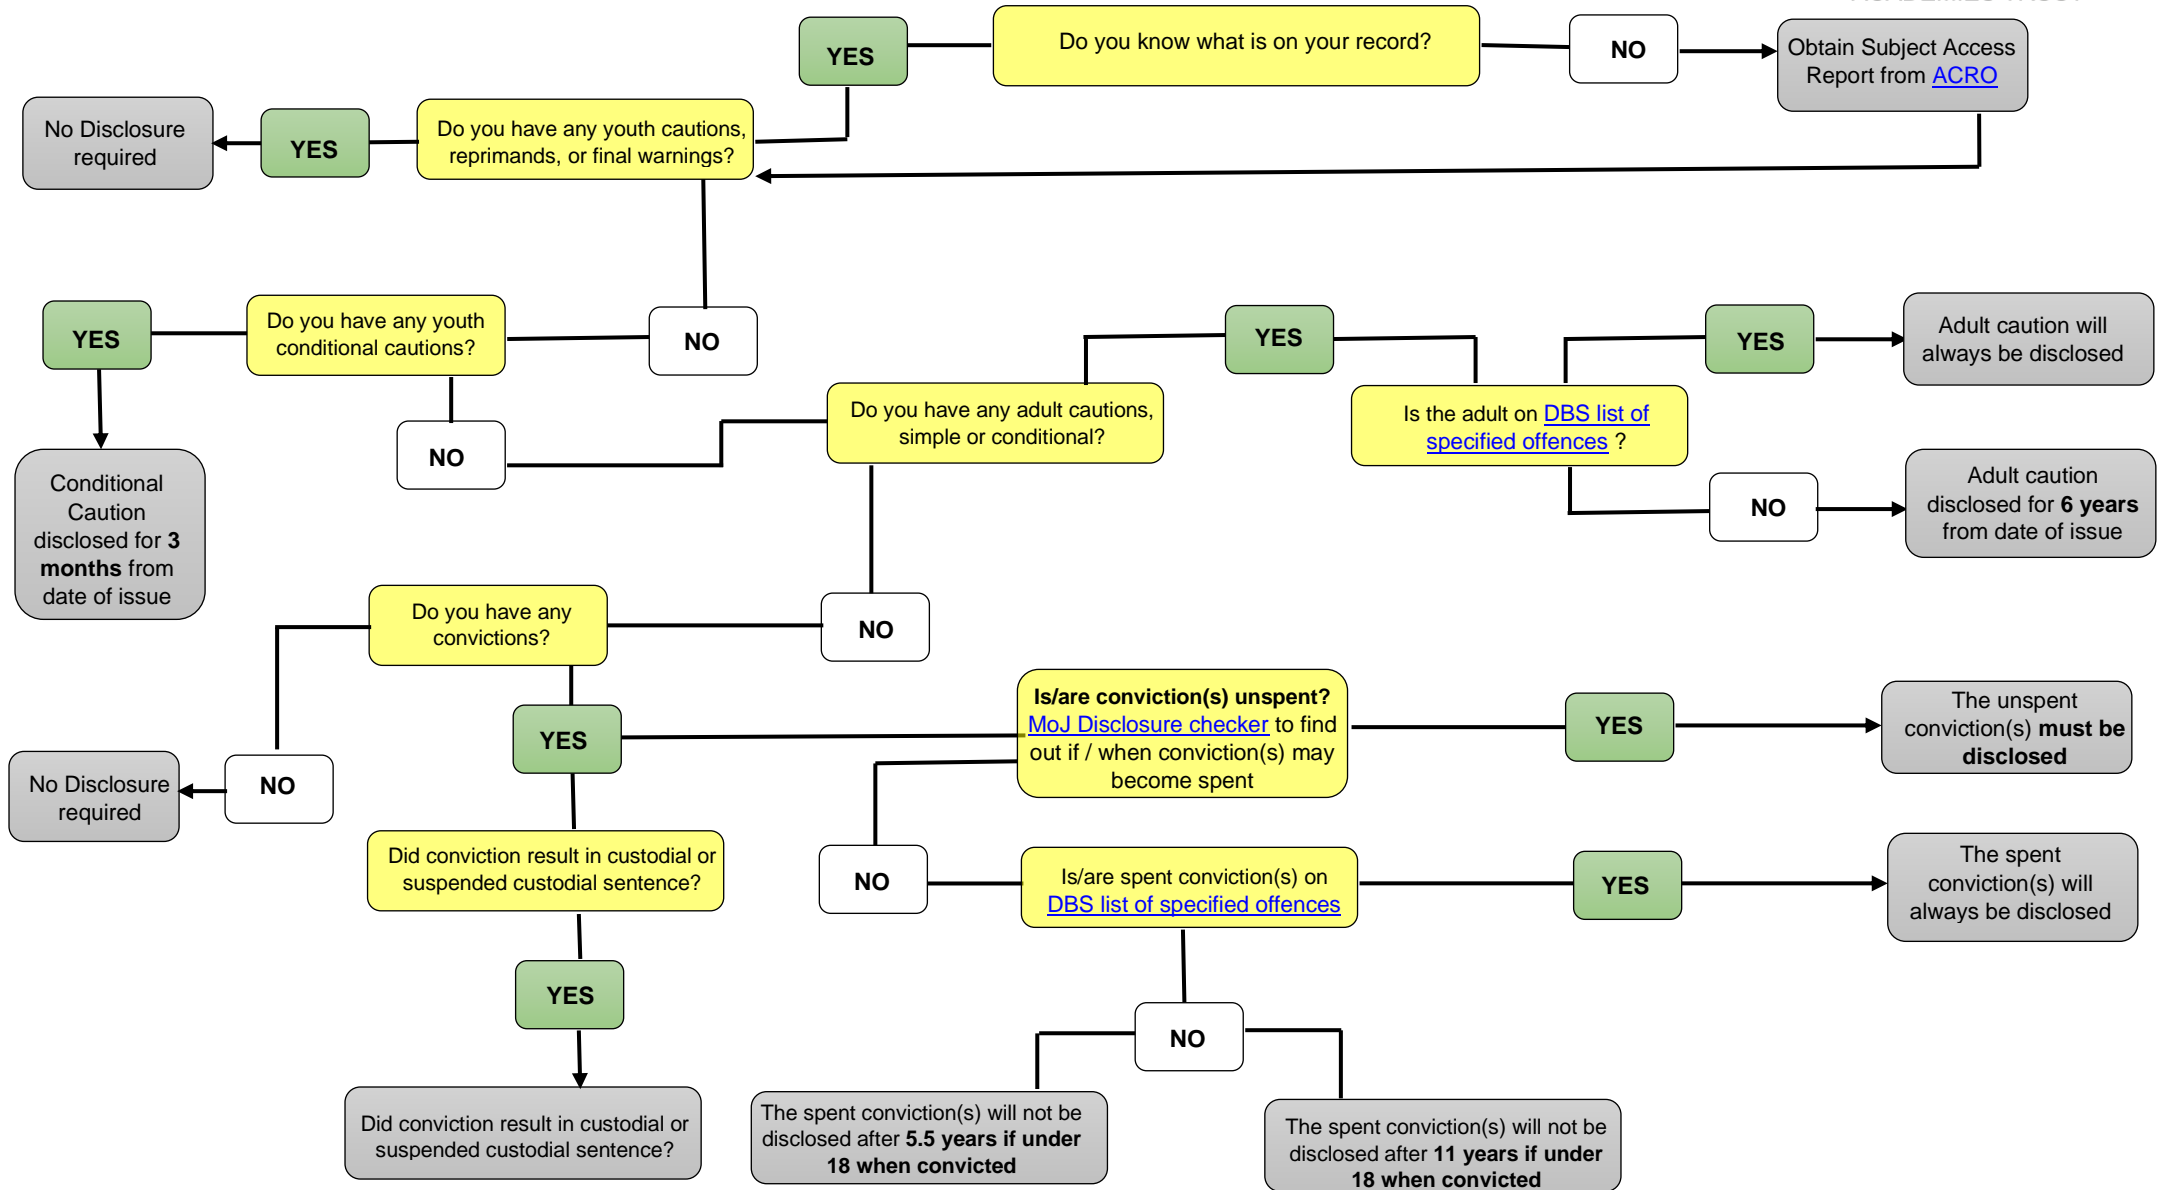 Do you know what is on your record?
YES
NO
Obtain Subject Access
Report from ACRO
Do you have any youth cautions,
reprimands, or final warnings?
YES
No Disclosure
required
NO
Do you have any youth
conditional cautions?
YES
Conditional
Caution
disclosed for 3
months from
date of issue
NO
Do you have any adult cautions,
simple or conditional?
YES
Is the adult on DBS list of
specified offences ?
YES
Adult caution will
always be disclosed
NO
Adult caution
disclosed for 6 years
from date of issue
NO
Do you have any
convictions?
NO
No Disclosure
required
YES
Is/are conviction(s) unspent?
MoJ Disclosure checker to find
out if / when conviction(s) may
become spent
YES
The unspent
conviction(s) must be
disclosed
Did conviction result in custodial or
suspended custodial sentence?
YES
Did conviction result in custodial or
suspended custodial sentence?
NO
Is/are spent conviction(s) on
DBS list of specified offences
YES
The spent
conviction(s) will
always be disclosed
NO
The spent conviction(s) will not be
disclosed after 5.5 years if under
18 when convicted
The spent conviction(s) will not be
disclosed after 11 years if under
18 when convicted